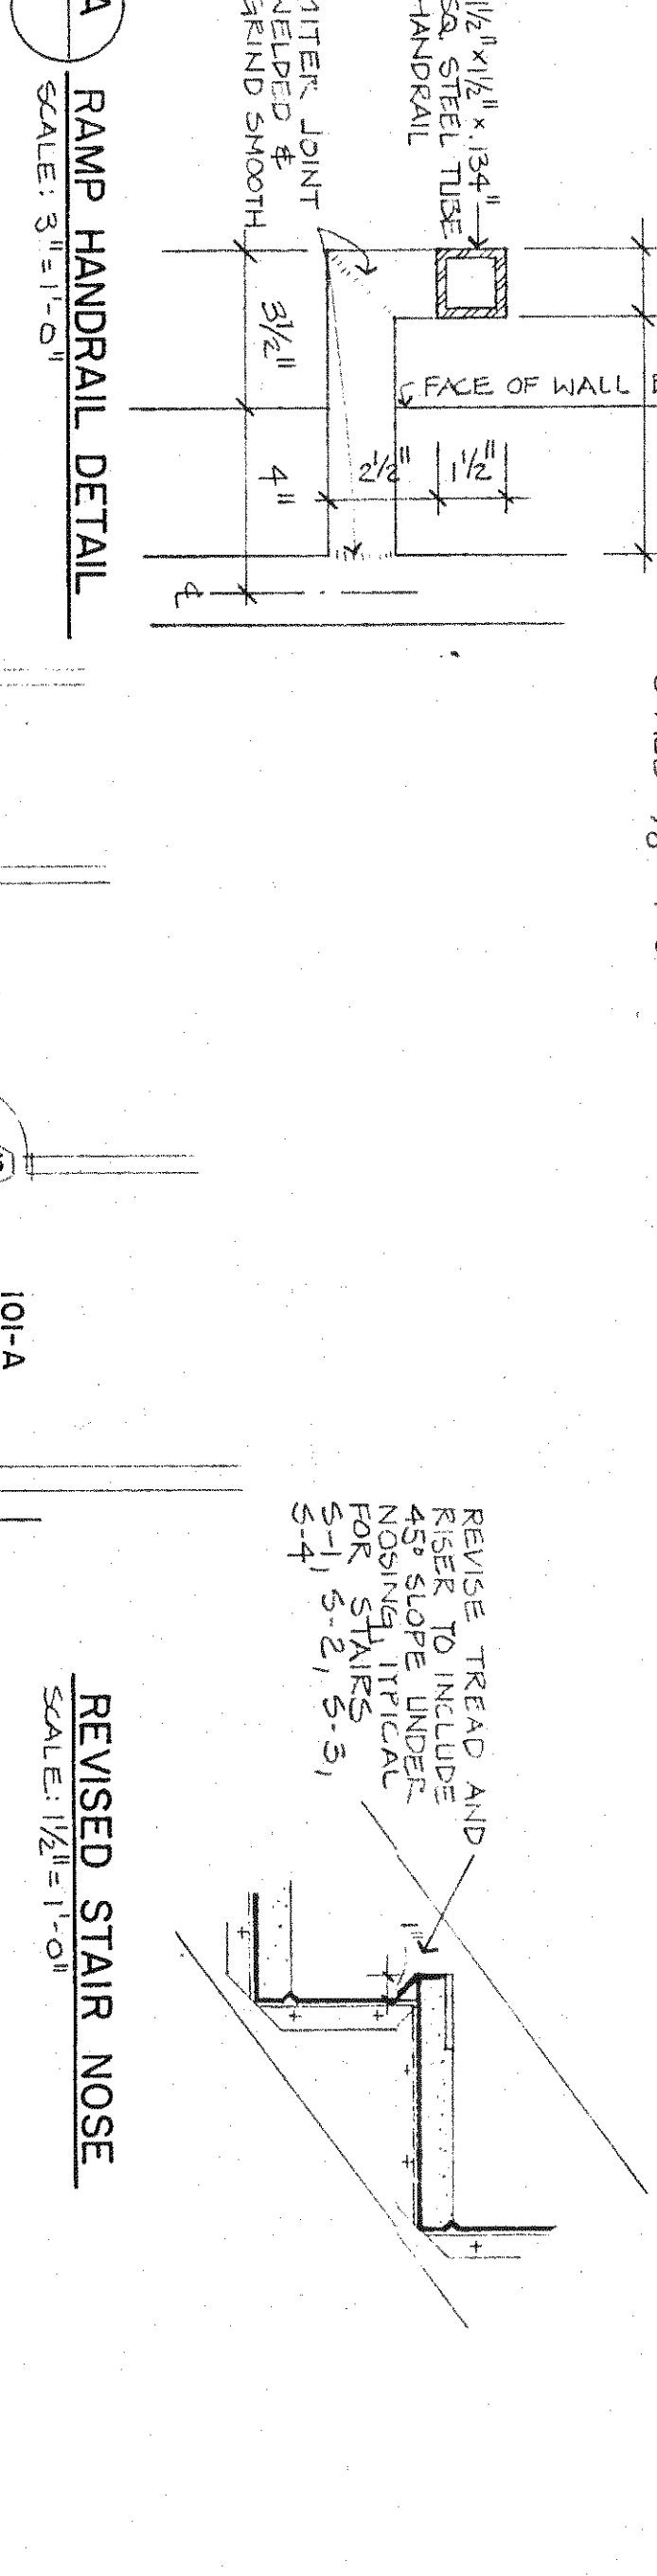 1½" x 1½" x .134"
SQ. STEEL TUBE
HANDRAIL
FACE OF WALL
MITER JOINT
WELDED &
GRIND SMOOTH
2½"
1½"
3½"
4"
℄
A
RAMP HANDRAIL DETAIL
SCALE: 3" = 1'-0"
101-A
REVISE TREAD AND
RISER TO INCLUDE
45° SLOPE UNDER
NOSING, TYPICAL
FOR STAIRS
S-1, S-2, S-3,
S-4
1"
REVISED STAIR NOSE
SCALE: 1½" = 1'-0"